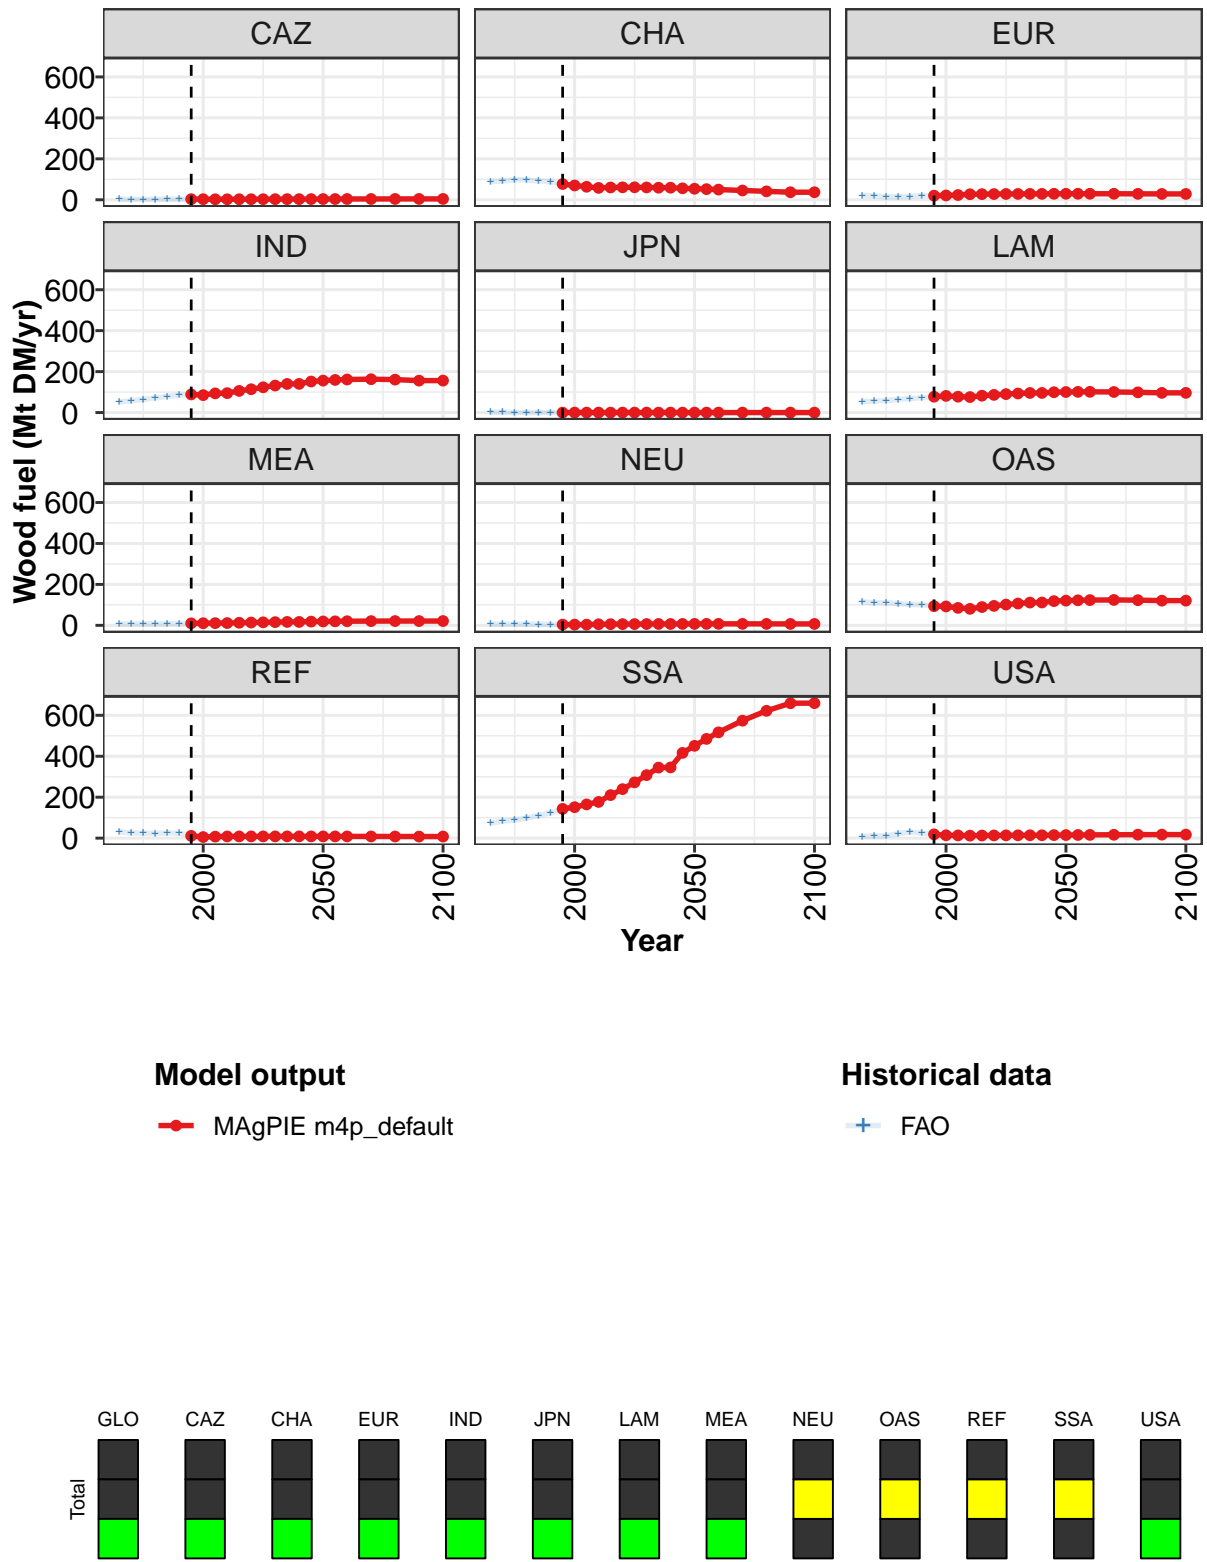 CAZ CHA EUR
600
400
200
0
IND JPN LAM
600
400
200
0
MEA NEU OAS
600
400
200
0
REF SSA USA
600
400
200
0
Wood fuel (Mt DM/yr)
2000 2050 2100 2000 2050 2100 2000 2050 2100
Year
Model output Historical data
MAgPIE m4p_default FAO
GLO CAZ CHA EUR IND JPN LAM MEA NEU OAS REF SSA USA
Total